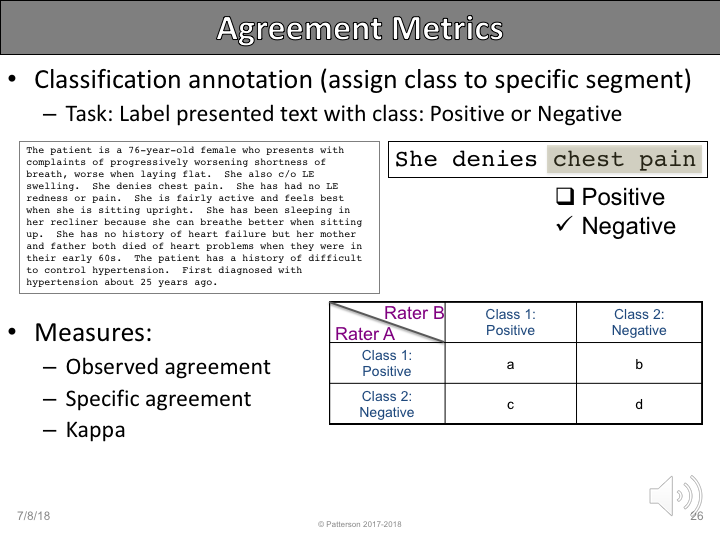 Agreement Metrics
• Classification annotation (assign class to specific segment)
– Task: Label presented text with class: Positive or Negative
The patient is a 76-year-old female who presents with
complaints of progressively worsening shortness of
breath, worse when laying flat.  She also c/o LE
swelling.  She denies chest pain.  She has had no LE
redness or pain.  She is fairly active and feels best
when she is sitting upright.  She has been sleeping in
her recliner because she can breathe better when sitting
up.  She has no history of heart failure but her mother
and father both died of heart problems when they were in
their early 60s.  The patient has a history of difficult
to control hypertension.  First diagnosed with
hypertension about 25 years ago.
She denies chest pain
❑ Positive
✓ Negative
• Measures:
– Observed agreement
– Specific agreement
– Kappa
Rater B
Rater A
Class 1:
Positive
Class 2:
Negative
Class 1:
Positive
a
b
Class 2:
Negative
c
d
7/8/18
© Patterson 2017-2018
26